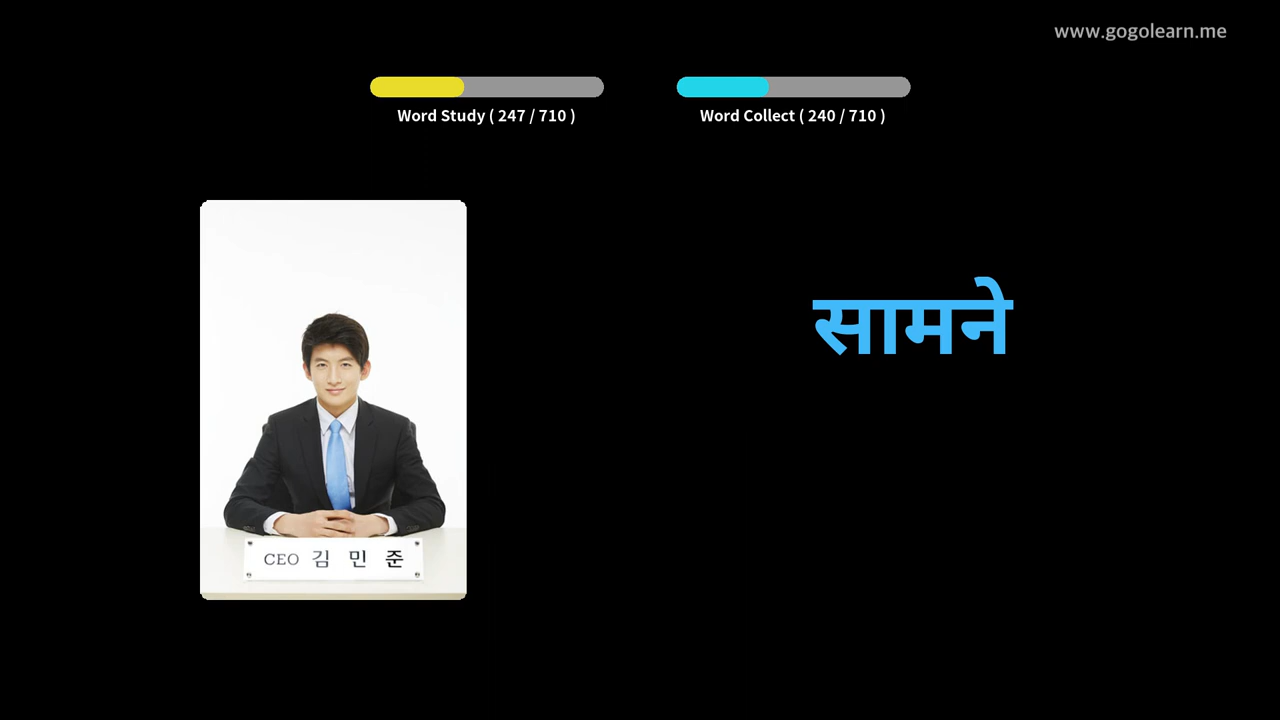 www.gogolearn.me
Word Study ( 247 / 710 )
Word Collect ( 240 / 710 )
सामने
CEO 김 민 준